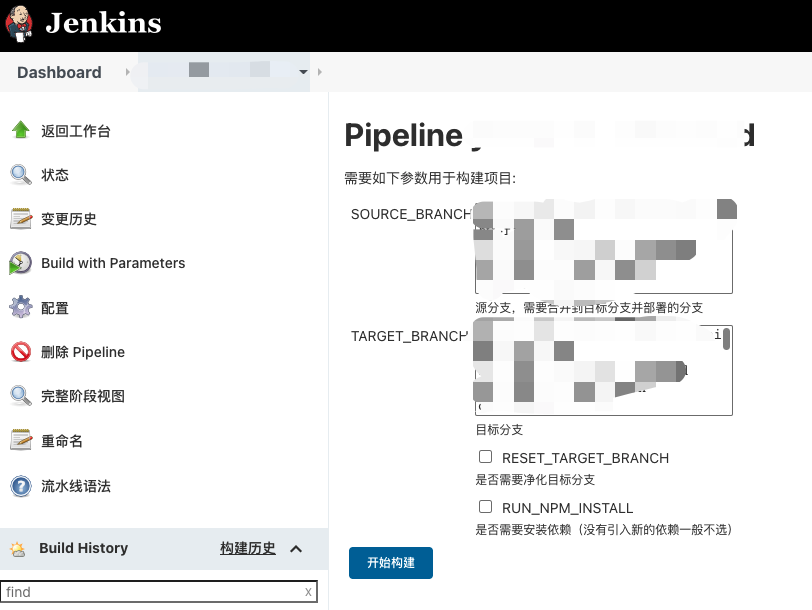 Jenkins
Dashboard
返回工作台
状态
变更历史
Build with Parameters
配置
删除 Pipeline
完整阶段视图
重命名
流水线语法
Build History 构建历史
find x
Pipeline
需要如下参数用于构建项目:
SOURCE_BRANCH
源分支，需要合并到目标分支并部署的分支
TARGET_BRANCH
目标分支
RESET_TARGET_BRANCH
是否需要净化目标分支
RUN_NPM_INSTALL
是否需要安装依赖（没有引入新的依赖一般不选）
开始构建